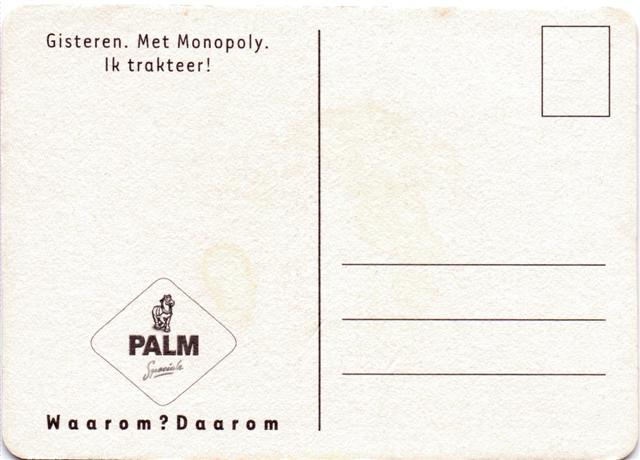 Gisteren. Met Monopoly.
Ik trakteer!
PALM
Speciale
Waarom? Daarom